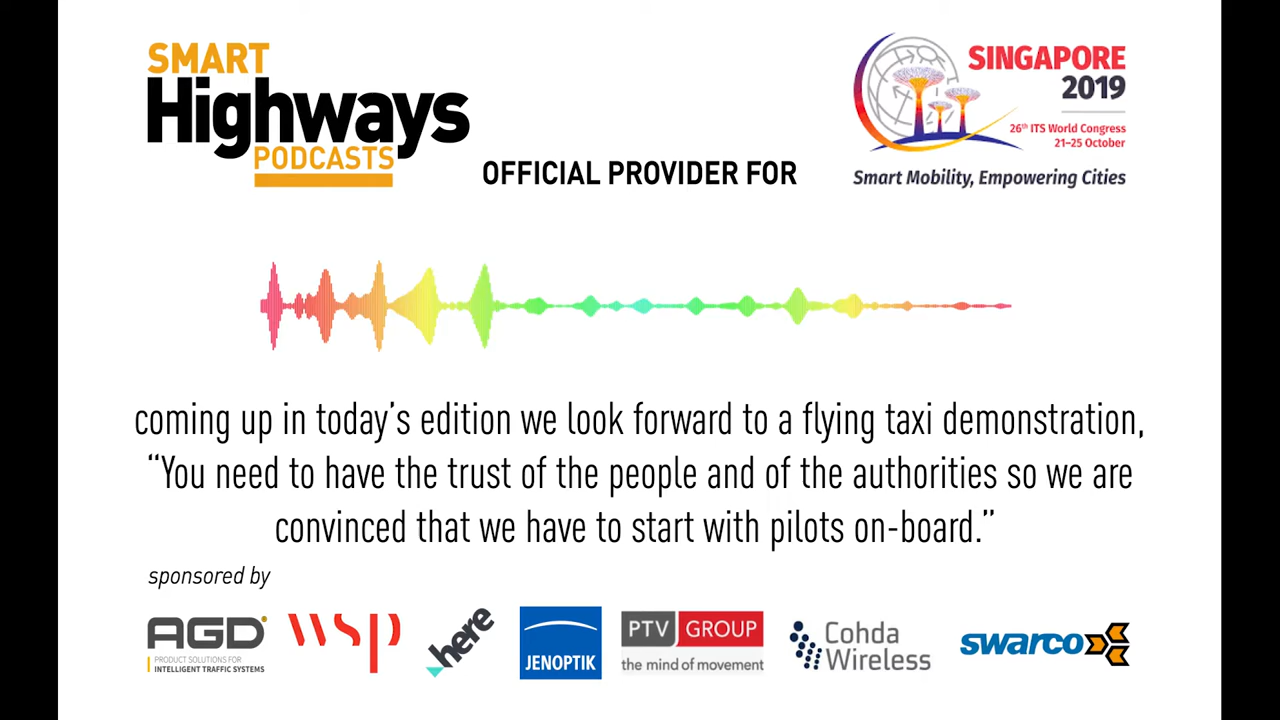 SMART
Highways
PODCASTS
OFFICIAL PROVIDER FOR
SINGAPORE
2019
26th ITS World Congress
21–25 October
Smart Mobility, Empowering Cities
coming up in today’s edition we look forward to a flying taxi demonstration,
“You need to have the trust of the people and of the authorities so we are
convinced that we have to start with pilots on-board.”
sponsored by
AGD
PRODUCT SOLUTIONS FOR
INTELLIGENT TRAFFIC SYSTEMS
wsp
here
JENOPTIK
PTV GROUP
the mind of movement
Cohda
Wireless
swarco